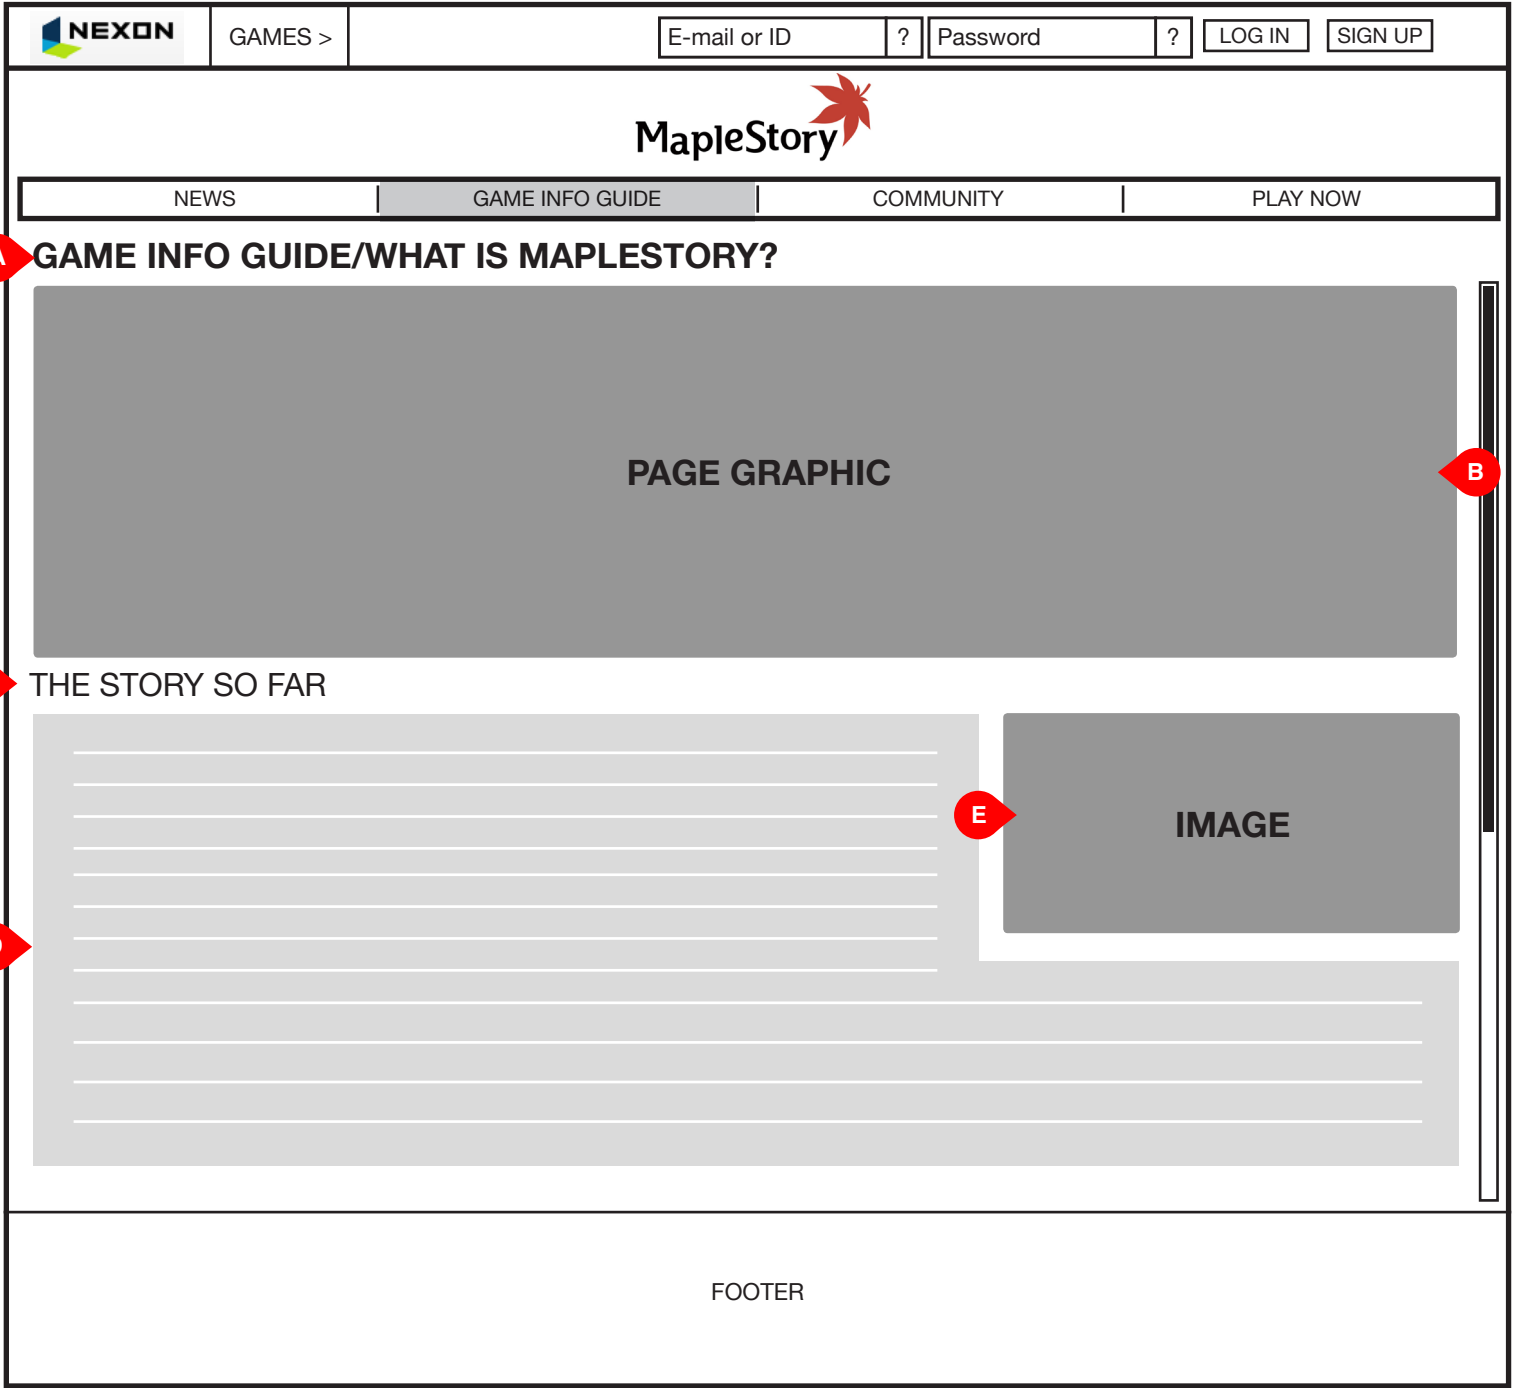 NEXON GAMES > E-mail or ID ? Password ? LOG IN SIGN UP
MapleStory
NEWS GAME INFO GUIDE COMMUNITY PLAY NOW
GAME INFO GUIDE/WHAT IS MAPLESTORY?
PAGE GRAPHIC
B
THE STORY SO FAR
E
IMAGE
FOOTER